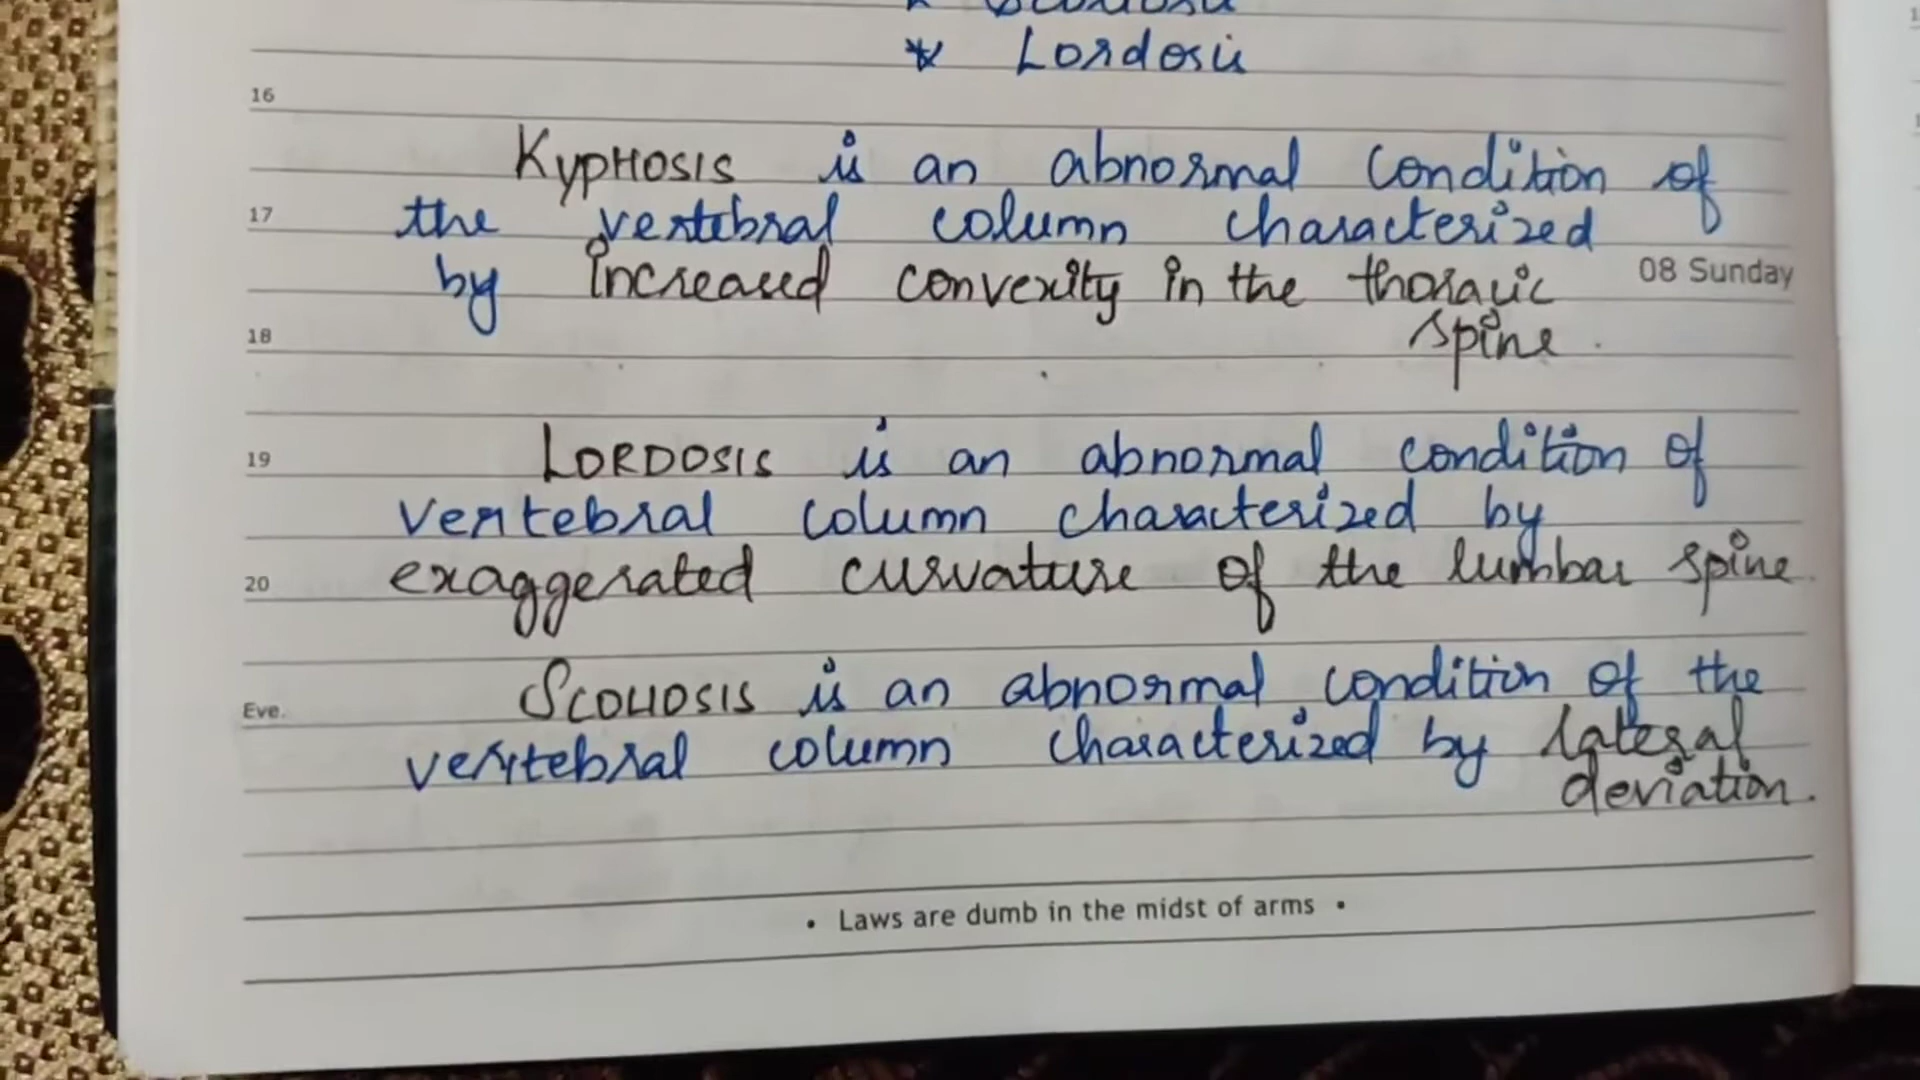 * Scoliosis
* Lordosis
16
KYPHOSIS is an abnormal condition of
17 the vertebral column characterized
by increased convexity in the thoracic 08 Sunday
18 spine.
19 LORDOSIS is an abnormal condition of
vertebral column characterized by
20 exaggerated curvature of the lumbar spine.
Eve. SCOLIOSIS is an abnormal condition of the
vertebral column characterized by lateral
deviation.
• Laws are dumb in the midst of arms •